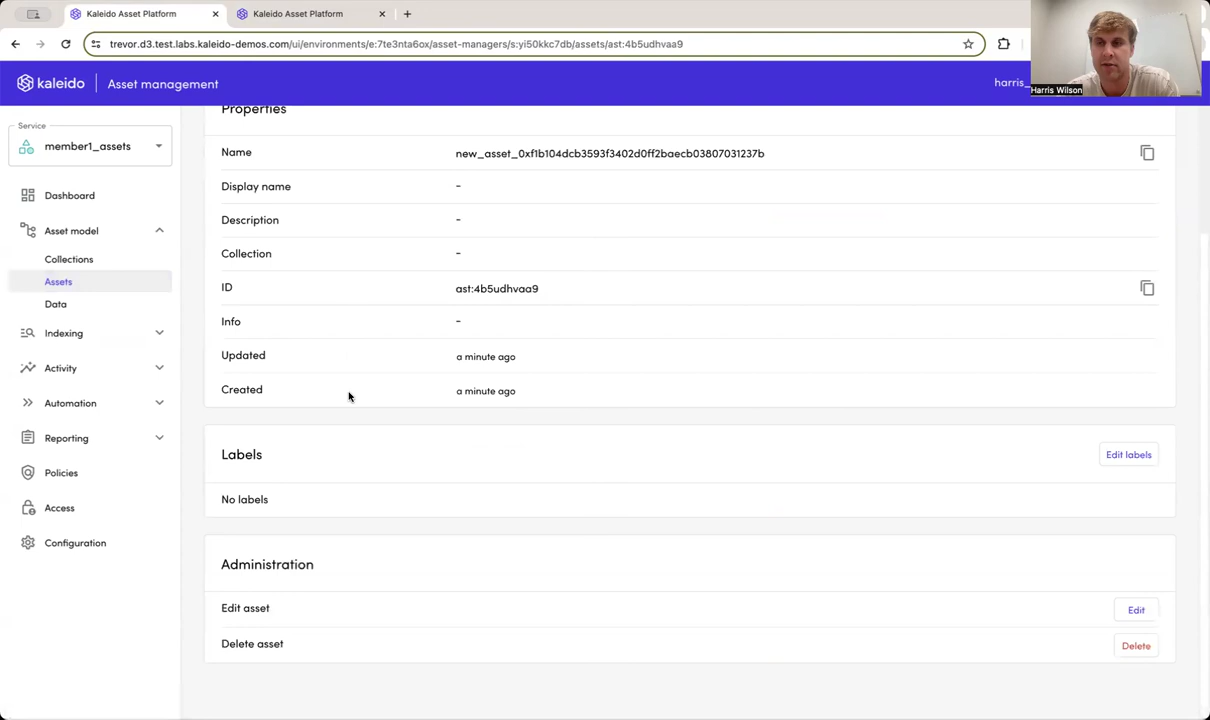 Kaleido Asset Platform
Kaleido Asset Platform
trevor.d3.test.labs.kaleido-demos.com/ui/environments/e:7te3nta6ox/asset-managers/s:yi50kkc7db/assets/ast:4b5udhvaa9
kaleido Asset management
harris_
Harris Wilson
Service
member1_assets
Dashboard
Asset model
Collections
Assets
Data
Indexing
Activity
Automation
Reporting
Policies
Access
Configuration
Properties
Name new_asset_0xf1b104dcb3593f3402d0ff2baecb03807031237b
Display name -
Description -
Collection -
ID ast:4b5udhvaa9
Info -
Updated a minute ago
Created a minute ago
Labels Edit labels
No labels
Administration
Edit asset Edit
Delete asset Delete